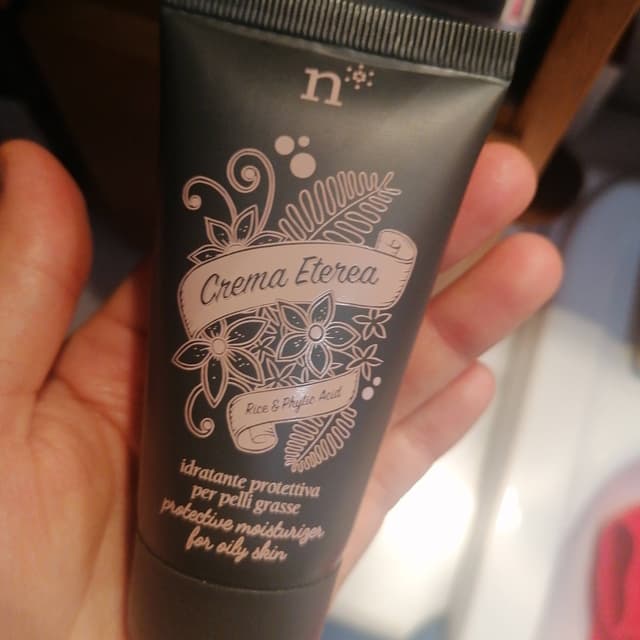 n
Crema Eterea
Rice & Phytic Acid
idratante protettiva
per pelli grasse
protective moisturizer
for oily skin